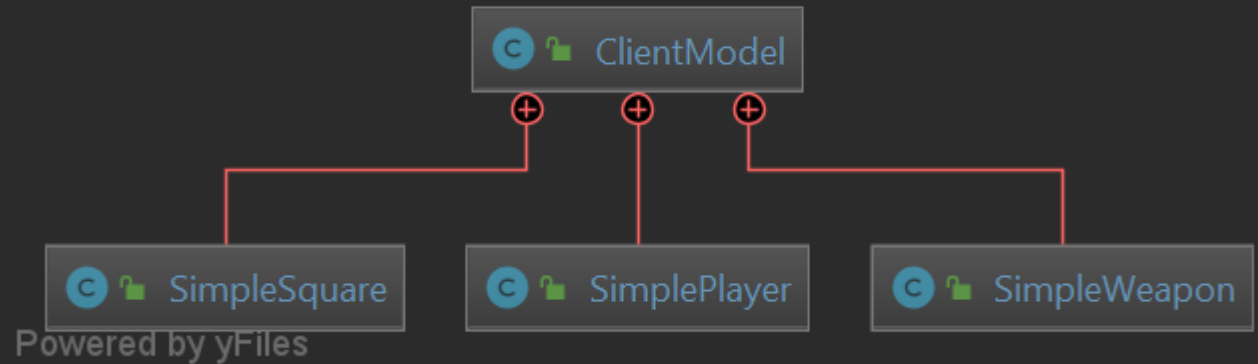 C ClientModel
C SimpleSquare
C SimplePlayer
C SimpleWeapon
Powered by yFiles